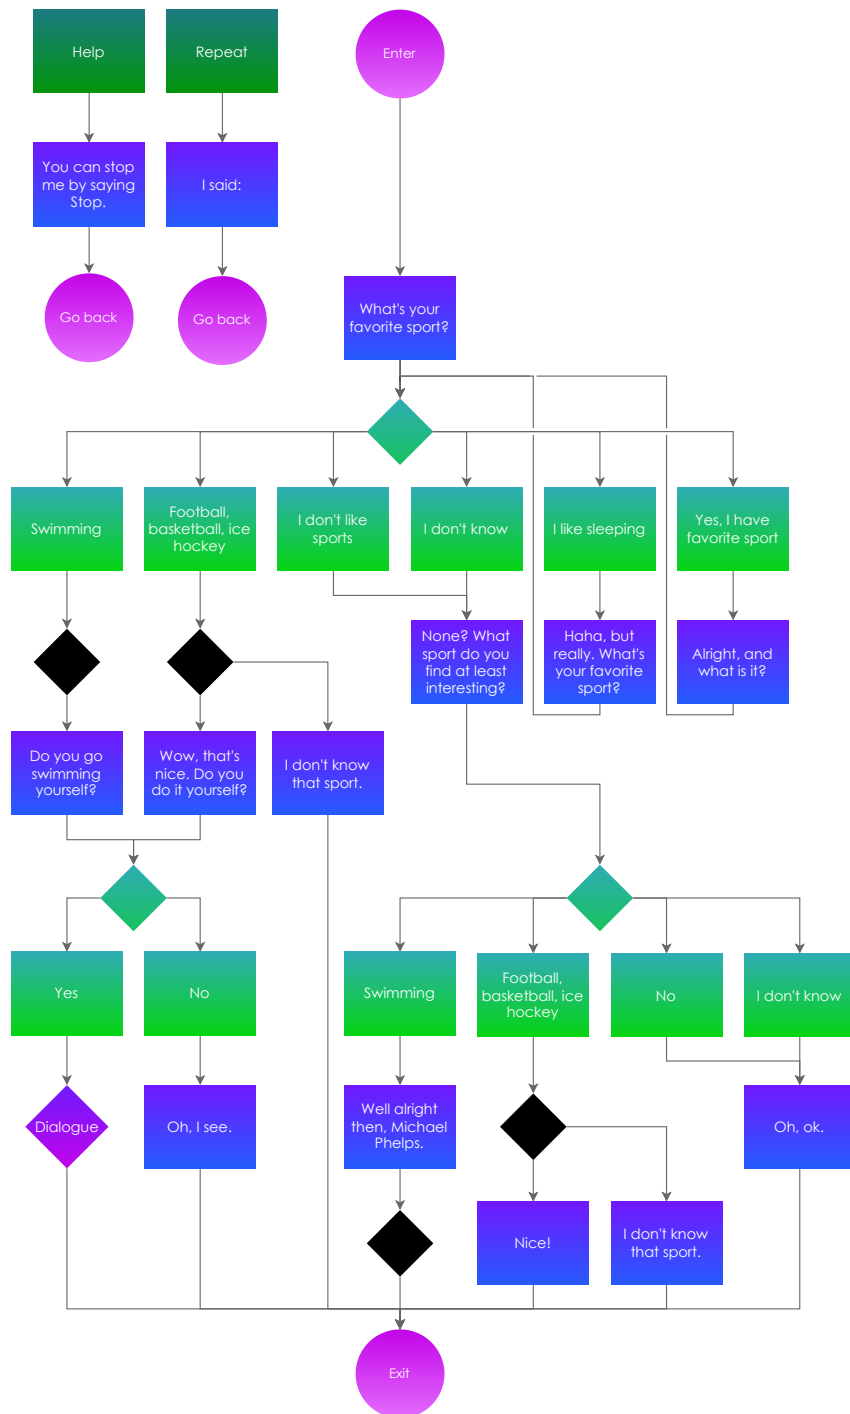 Help
Repeat
Enter
You can stop
me by saying
Stop.
I said:
Go back
Go back
What's your
favorite sport?
Swimming
Football,
basketball, ice
hockey
I don't like
sports
I don't know
I like sleeping
Yes, I have
favorite sport
None? What
sport do you
find at least
interesting?
Haha, but
really. What's
your favorite
sport?
Alright, and
what is it?
Do you go
swimming
yourself?
Wow, that's
nice. Do you
do it yourself?
I don't know
that sport.
Yes
No
Swimming
Football,
basketball, ice
hockey
No
I don't know
Dialogue
Oh, I see.
Well alright
then, Michael
Phelps.
Oh, ok.
Nice!
I don't know
that sport.
Exit